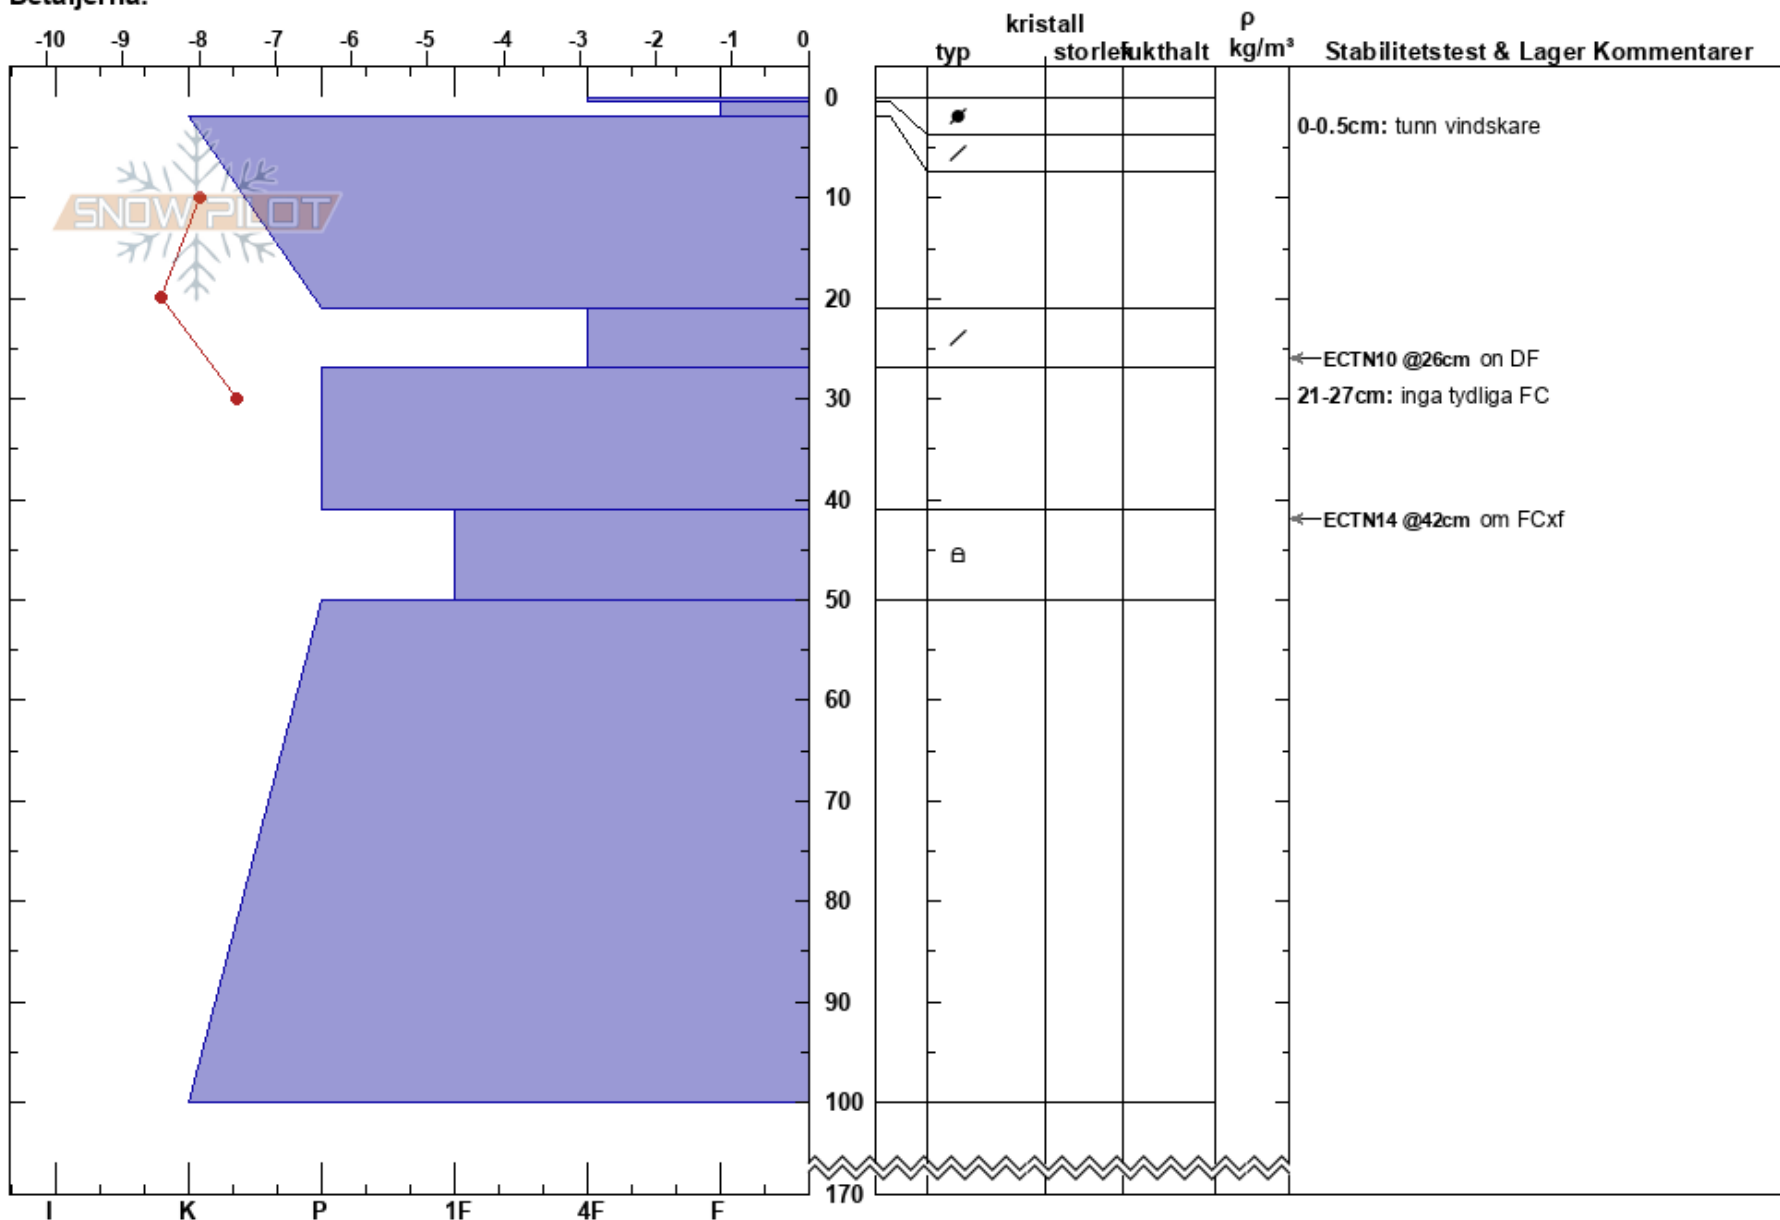 Detaljerna:
kristall ρ
-10 -9 -8 -7 -6 -5 -4 -3 -2 -1 0 typ storlek fukthalt kg/m³ Stabilitetstest & Lager Kommentarer
0
0-0.5cm: tunn vindskare
10
SNOW PILOT
20
ECTN10 @26cm on DF
30 21-27cm: inga tydliga FC
40
ECTN14 @42cm om FCxf
50
60
70
80
90
100
170
I K P 1F 4F F